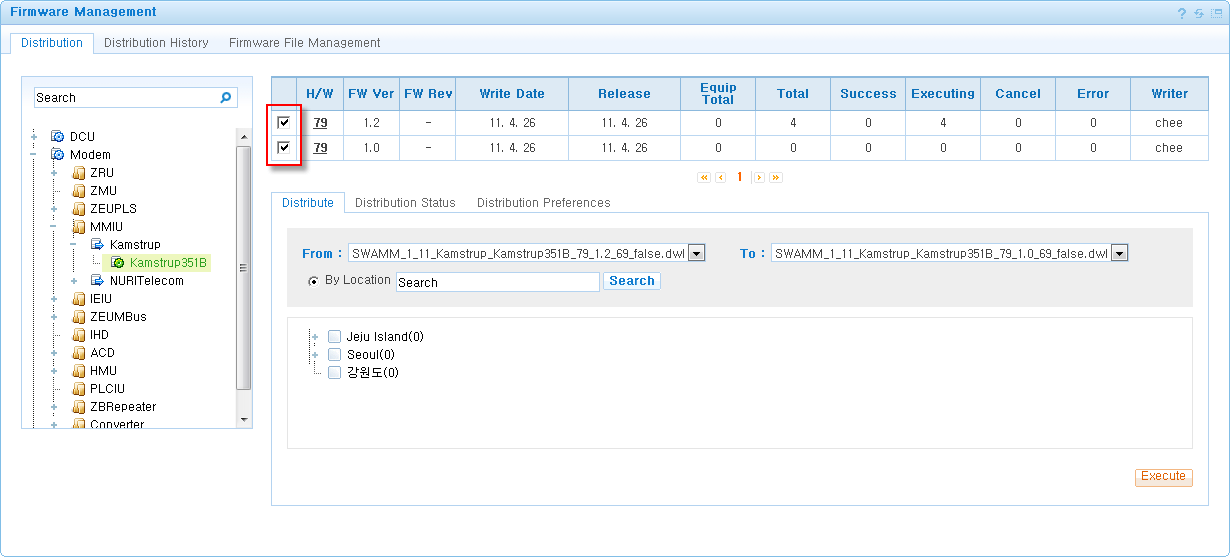 Firmware Management
Distribution Distribution History Firmware File Management
Search
DCU
Modem
ZRU
ZMU
ZEUPLS
MMIU
Kamstrup
Kamstrup351B
NURITelecom
IEIU
ZEUMBus
IHD
ACD
HMU
PLCIU
ZBRepeater
Converter
H/W FW Ver FW Rev Write Date Release Equip Total Total Success Executing Cancel Error Writer
79 1.2 - 11. 4. 26 11. 4. 26 0 4 0 4 0 0 chee
79 1.0 - 11. 4. 26 11. 4. 26 0 0 0 0 0 0 chee
1
Distribute Distribution Status Distribution Preferences
From : SWAMM_1_11_Kamstrup_Kamstrup351B_79_1.2_69_false.dwl To : SWAMM_1_11_Kamstrup_Kamstrup351B_79_1.0_69_false.dwl
By Location Search Search
Jeju Island(0)
Seoul(0)
강원도(0)
Execute